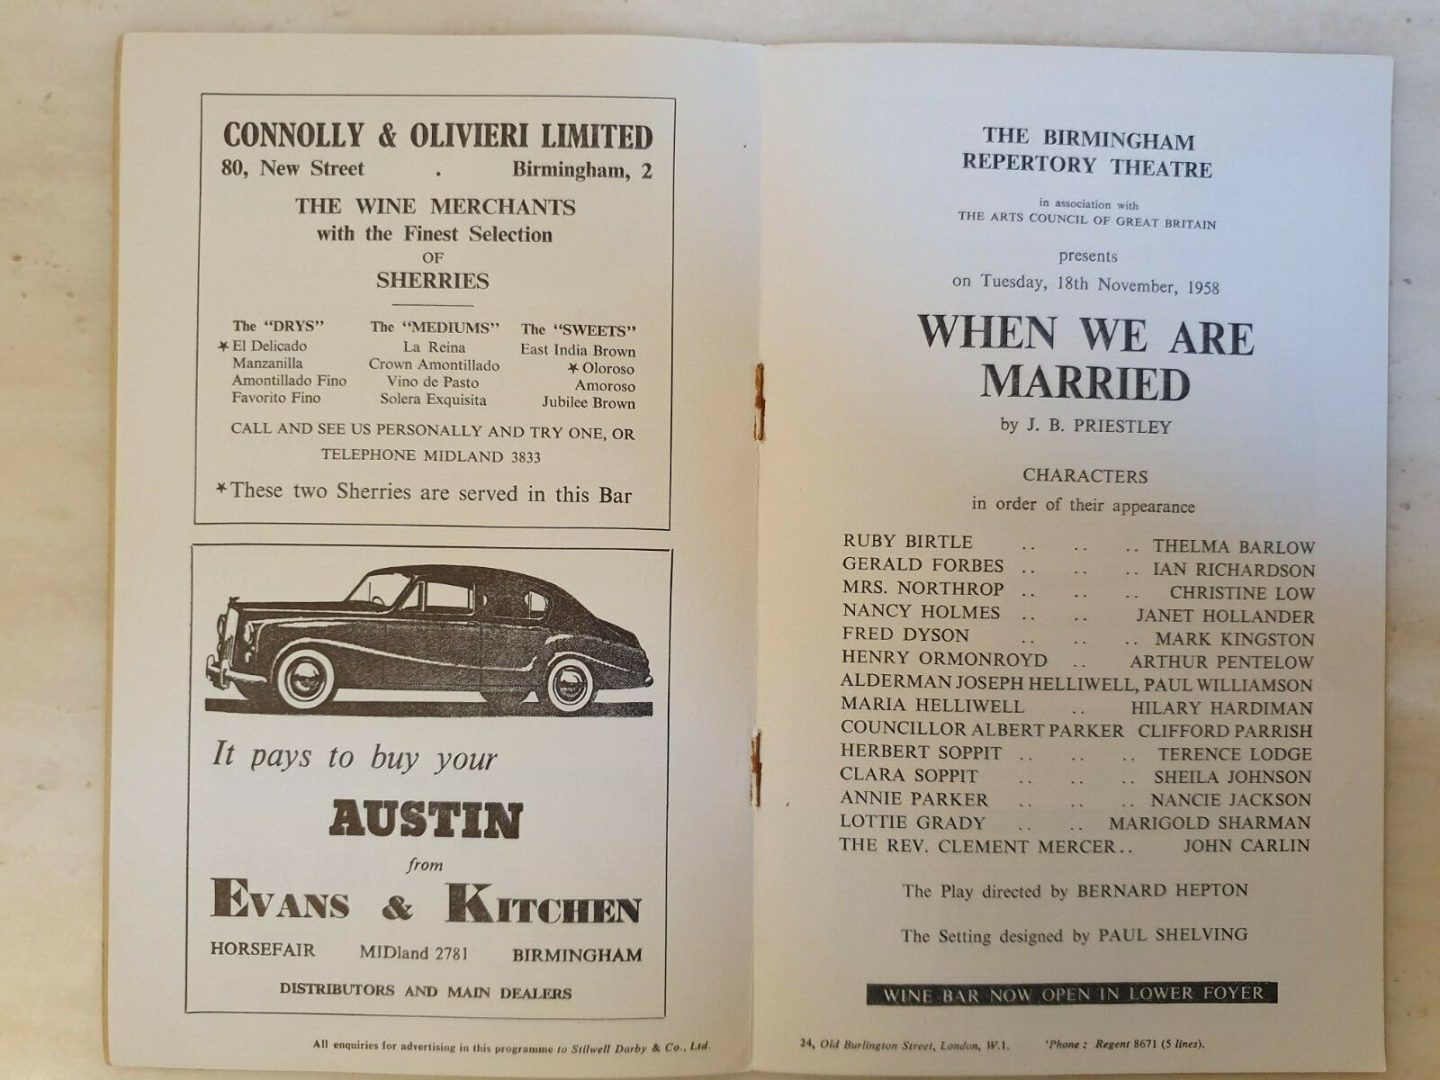 CONNOLLY & OLIVIERI LIMITED
80, New Street . Birmingham, 2
THE WINE MERCHANTS
with the Finest Selection
OF
SHERRIES
The "DRYS" The "MEDIUMS" The "SWEETS"
★ El Delicado La Reina East India Brown
Manzanilla Crown Amontillado ★ Oloroso
Amontillado Fino Vino de Pasto Amoroso
Favorito Fino Solera Exquisita Jubilee Brown
CALL AND SEE US PERSONALLY AND TRY ONE, OR
TELEPHONE MIDLAND 3833
★ These two Sherries are served in this Bar
It pays to buy your
AUSTIN
from
EVANS & KITCHEN
HORSEFAIR MIDland 2781 BIRMINGHAM
DISTRIBUTORS AND MAIN DEALERS
All enquiries for advertising in this programme to Stilwell Darby & Co., Ltd.
THE BIRMINGHAM
REPERTORY THEATRE
in association with
THE ARTS COUNCIL OF GREAT BRITAIN
presents
on Tuesday, 18th November, 1958
WHEN WE ARE
MARRIED
by J. B. PRIESTLEY
CHARACTERS
in order of their appearance
RUBY BIRTLE .. .. .. THELMA BARLOW
GERALD FORBES .. .. .. IAN RICHARDSON
MRS. NORTHROP .. .. .. CHRISTINE LOW
NANCY HOLMES .. .. JANET HOLLANDER
FRED DYSON .. .. .. MARK KINGSTON
HENRY ORMONROYD .. ARTHUR PENTELOW
ALDERMAN JOSEPH HELLIWELL, PAUL WILLIAMSON
MARIA HELLIWELL .. HILARY HARDIMAN
COUNCILLOR ALBERT PARKER CLIFFORD PARRISH
HERBERT SOPPIT .. .. .. TERENCE LODGE
CLARA SOPPIT .. .. .. SHEILA JOHNSON
ANNIE PARKER .. .. .. NANCIE JACKSON
LOTTIE GRADY .. .. MARIGOLD SHARMAN
THE REV. CLEMENT MERCER .. JOHN CARLIN
The Play directed by BERNARD HEPTON
The Setting designed by PAUL SHELVING
WINE BAR NOW OPEN IN LOWER FOYER
24, Old Burlington Street, London, W.1. 'Phone : Regent 8671 (5 lines).